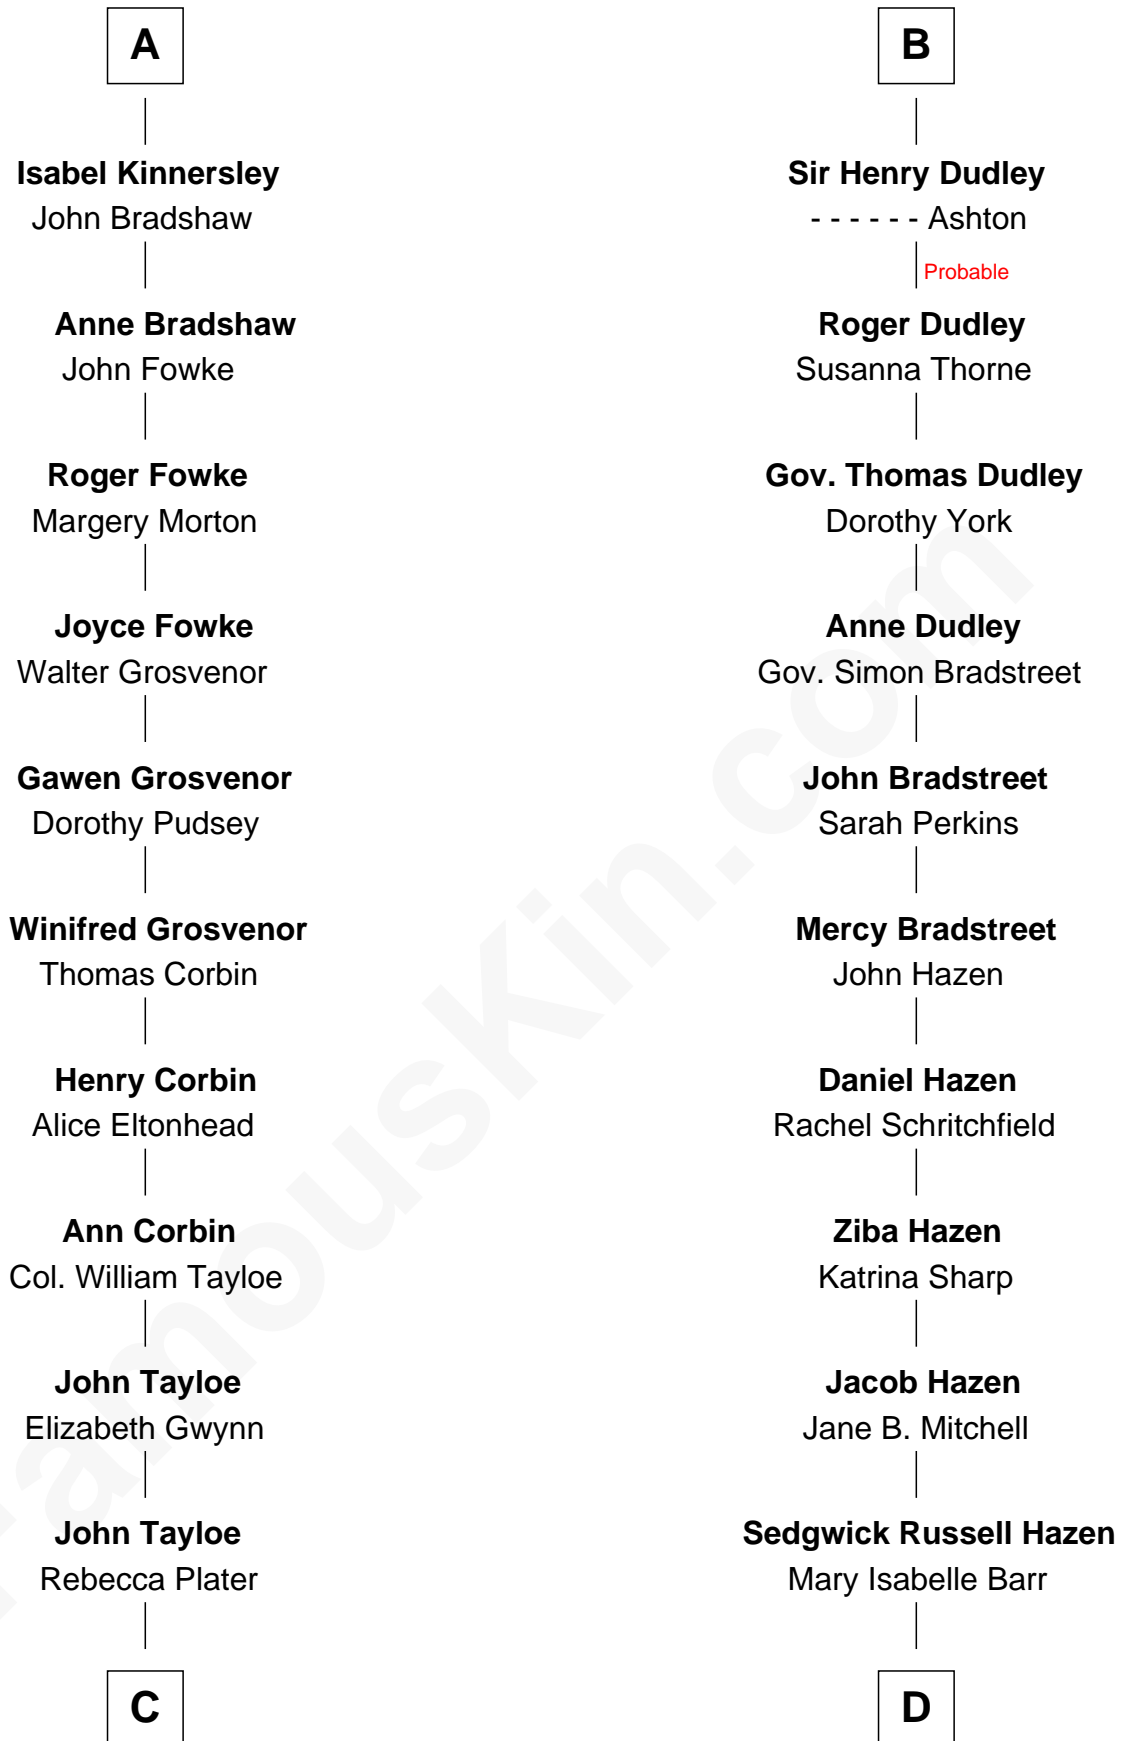 A
Isabel Kinnersley
John Bradshaw
Anne Bradshaw
John Fowke
Roger Fowke
Margery Morton
Joyce Fowke
Walter Grosvenor
Gawen Grosvenor
Dorothy Pudsey
Winifred Grosvenor
Thomas Corbin
Henry Corbin
Alice Eltonhead
Ann Corbin
Col. William Tayloe
John Tayloe
Elizabeth Gwynn
John Tayloe
Rebecca Plater
C
B
Sir Henry Dudley
- - - - - - Ashton
Probable
Roger Dudley
Susanna Thorne
Gov. Thomas Dudley
Dorothy York
Anne Dudley
Gov. Simon Bradstreet
John Bradstreet
Sarah Perkins
Mercy Bradstreet
John Hazen
Daniel Hazen
Rachel Schritchfield
Ziba Hazen
Katrina Sharp
Jacob Hazen
Jane B. Mitchell
Sedgwick Russell Hazen
Mary Isabelle Barr
D
FamousKin.com